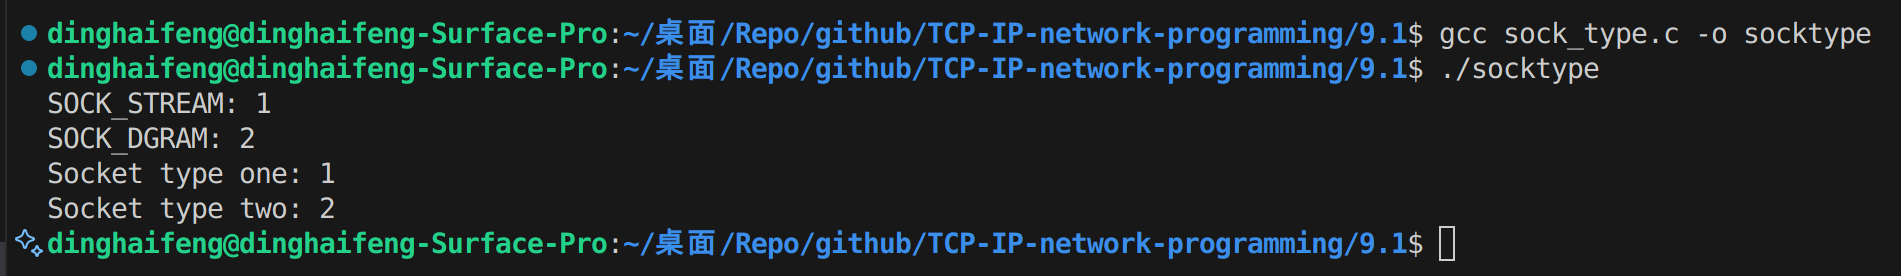 dinghaifeng@dinghaifeng-Surface-Pro:~/桌面/Repo/github/TCP-IP-network-programming/9.1$ gcc sock_type.c -o socktype
dinghaifeng@dinghaifeng-Surface-Pro:~/桌面/Repo/github/TCP-IP-network-programming/9.1$ ./socktype
SOCK_STREAM: 1
SOCK_DGRAM: 2
Socket type one: 1
Socket type two: 2
dinghaifeng@dinghaifeng-Surface-Pro:~/桌面/Repo/github/TCP-IP-network-programming/9.1$